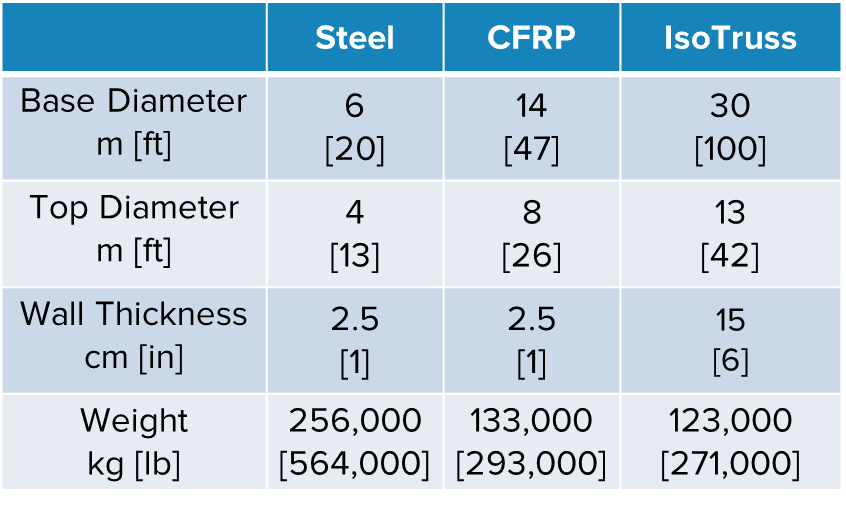 Steel CFRP IsoTruss
Base Diameter 6 14 30
m [ft] [20] [47] [100]
Top Diameter 4 8 13
m [ft] [13] [26] [42]
Wall Thickness 2.5 2.5 15
cm [in] [1] [1] [6]
Weight 256,000 133,000 123,000
kg [lb] [564,000] [293,000] [271,000]